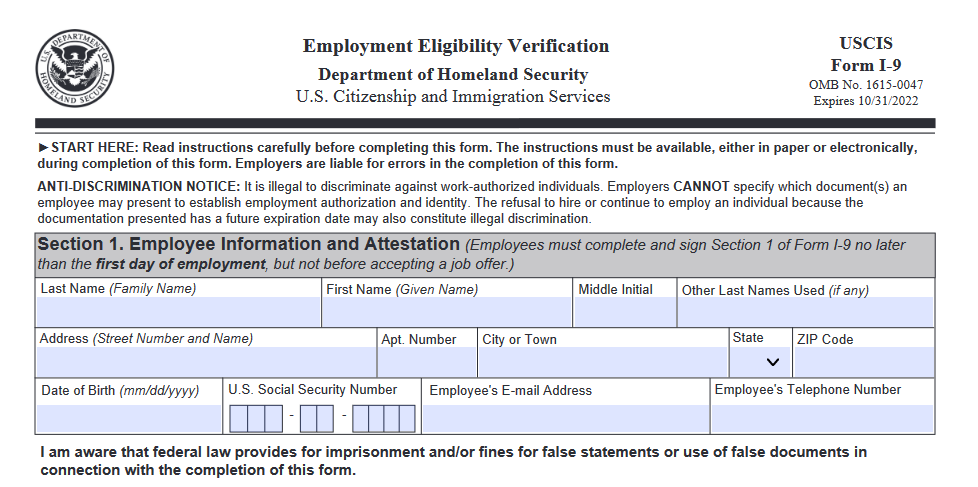 U.S. DEPARTMENT OF HOMELAND SECURITY
Employment Eligibility Verification
Department of Homeland Security
U.S. Citizenship and Immigration Services
USCIS
Form I-9
OMB No. 1615-0047
Expires 10/31/2022
►START HERE: Read instructions carefully before completing this form. The instructions must be available, either in paper or electronically,
during completion of this form. Employers are liable for errors in the completion of this form.
ANTI-DISCRIMINATION NOTICE: It is illegal to discriminate against work-authorized individuals. Employers CANNOT specify which document(s) an
employee may present to establish employment authorization and identity. The refusal to hire or continue to employ an individual because the
documentation presented has a future expiration date may also constitute illegal discrimination.
Section 1. Employee Information and Attestation (Employees must complete and sign Section 1 of Form I-9 no later
than the first day of employment, but not before accepting a job offer.)
Last Name (Family Name) First Name (Given Name) Middle Initial Other Last Names Used (if any)
Address (Street Number and Name) Apt. Number City or Town State ZIP Code
Date of Birth (mm/dd/yyyy) U.S. Social Security Number Employee's E-mail Address Employee's Telephone Number
- -
I am aware that federal law provides for imprisonment and/or fines for false statements or use of false documents in
connection with the completion of this form.